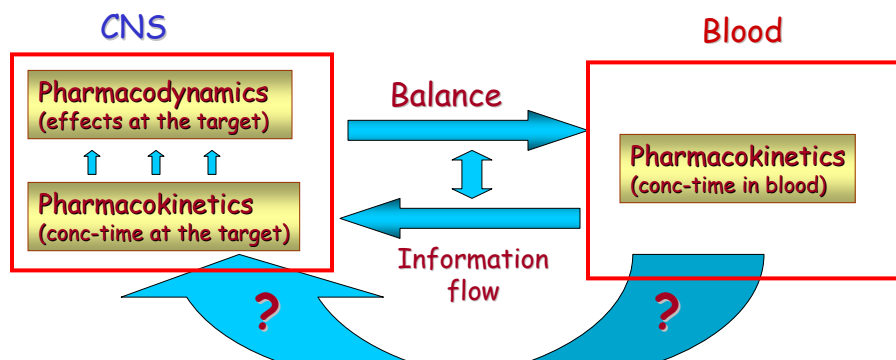 CNS
Blood
Pharmacodynamics
(effects at the target)
Balance
Pharmacokinetics
(conc-time in blood)
Pharmacokinetics
(conc-time at the target)
Information
flow
?
?